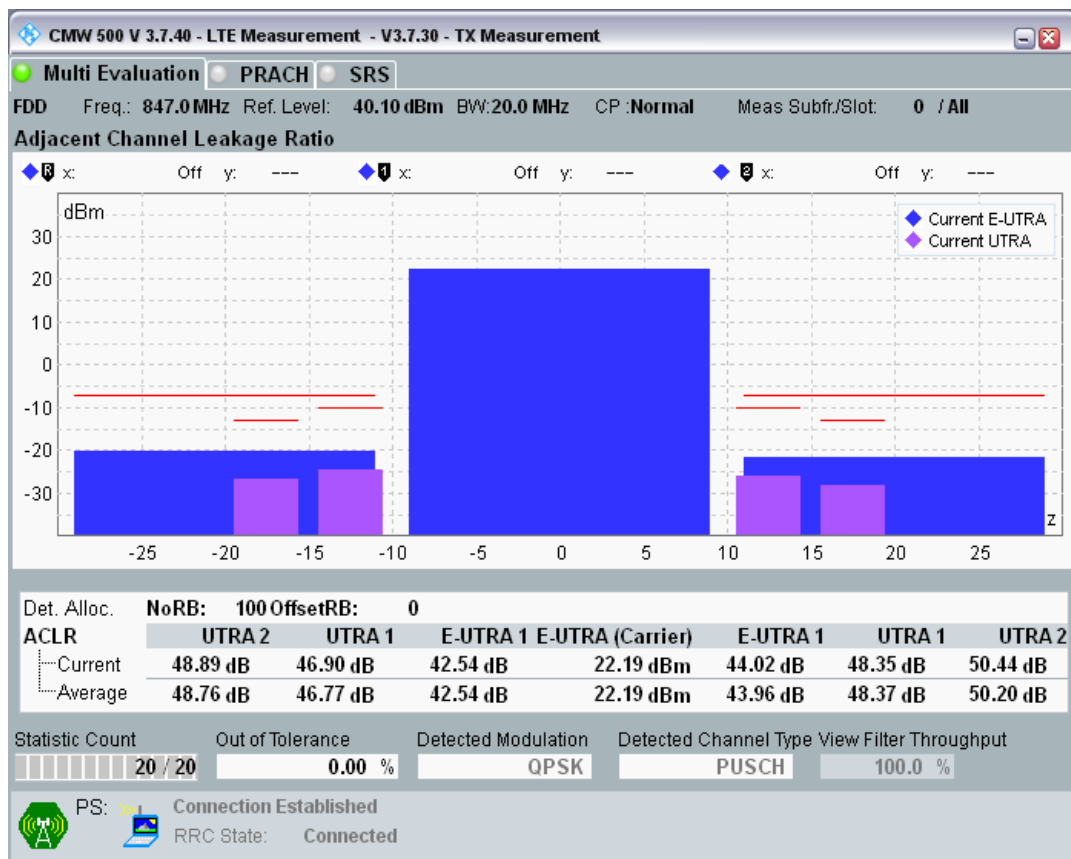 CMW 500 V 3.7.40 - LTE Measurement - V3.7.30 - TX Measurement
Multi Evaluation PRACH SRS
FDD Freq.: 847.0 MHz Ref. Level: 40.10 dBm BW:20.0 MHz CP :Normal Meas Subfr./Slot: 0 / All
Adjacent Channel Leakage Ratio
R x: Off y: --- 1 x: Off y: --- 2 x: Off y: ---
dBm
Current E-UTRA
Current UTRA
30
20
10
0
-10
-20
-30
z
-25 -20 -15 -10 -5 0 5 10 15 20 25
Det. Alloc. NoRB: 100 OffsetRB: 0
ACLR UTRA 2 UTRA 1 E-UTRA 1 E-UTRA (Carrier) E-UTRA 1 UTRA 1 UTRA 2
Current 48.89 dB 46.90 dB 42.54 dB 22.19 dBm 44.02 dB 48.35 dB 50.44 dB
Average 48.76 dB 46.77 dB 42.54 dB 22.19 dBm 43.96 dB 48.37 dB 50.20 dB
Statistic Count Out of Tolerance Detected Modulation Detected Channel Type View Filter Throughput
20 / 20 0.00 % QPSK PUSCH 100.0 %
PS: Connection Established
RRC State: Connected